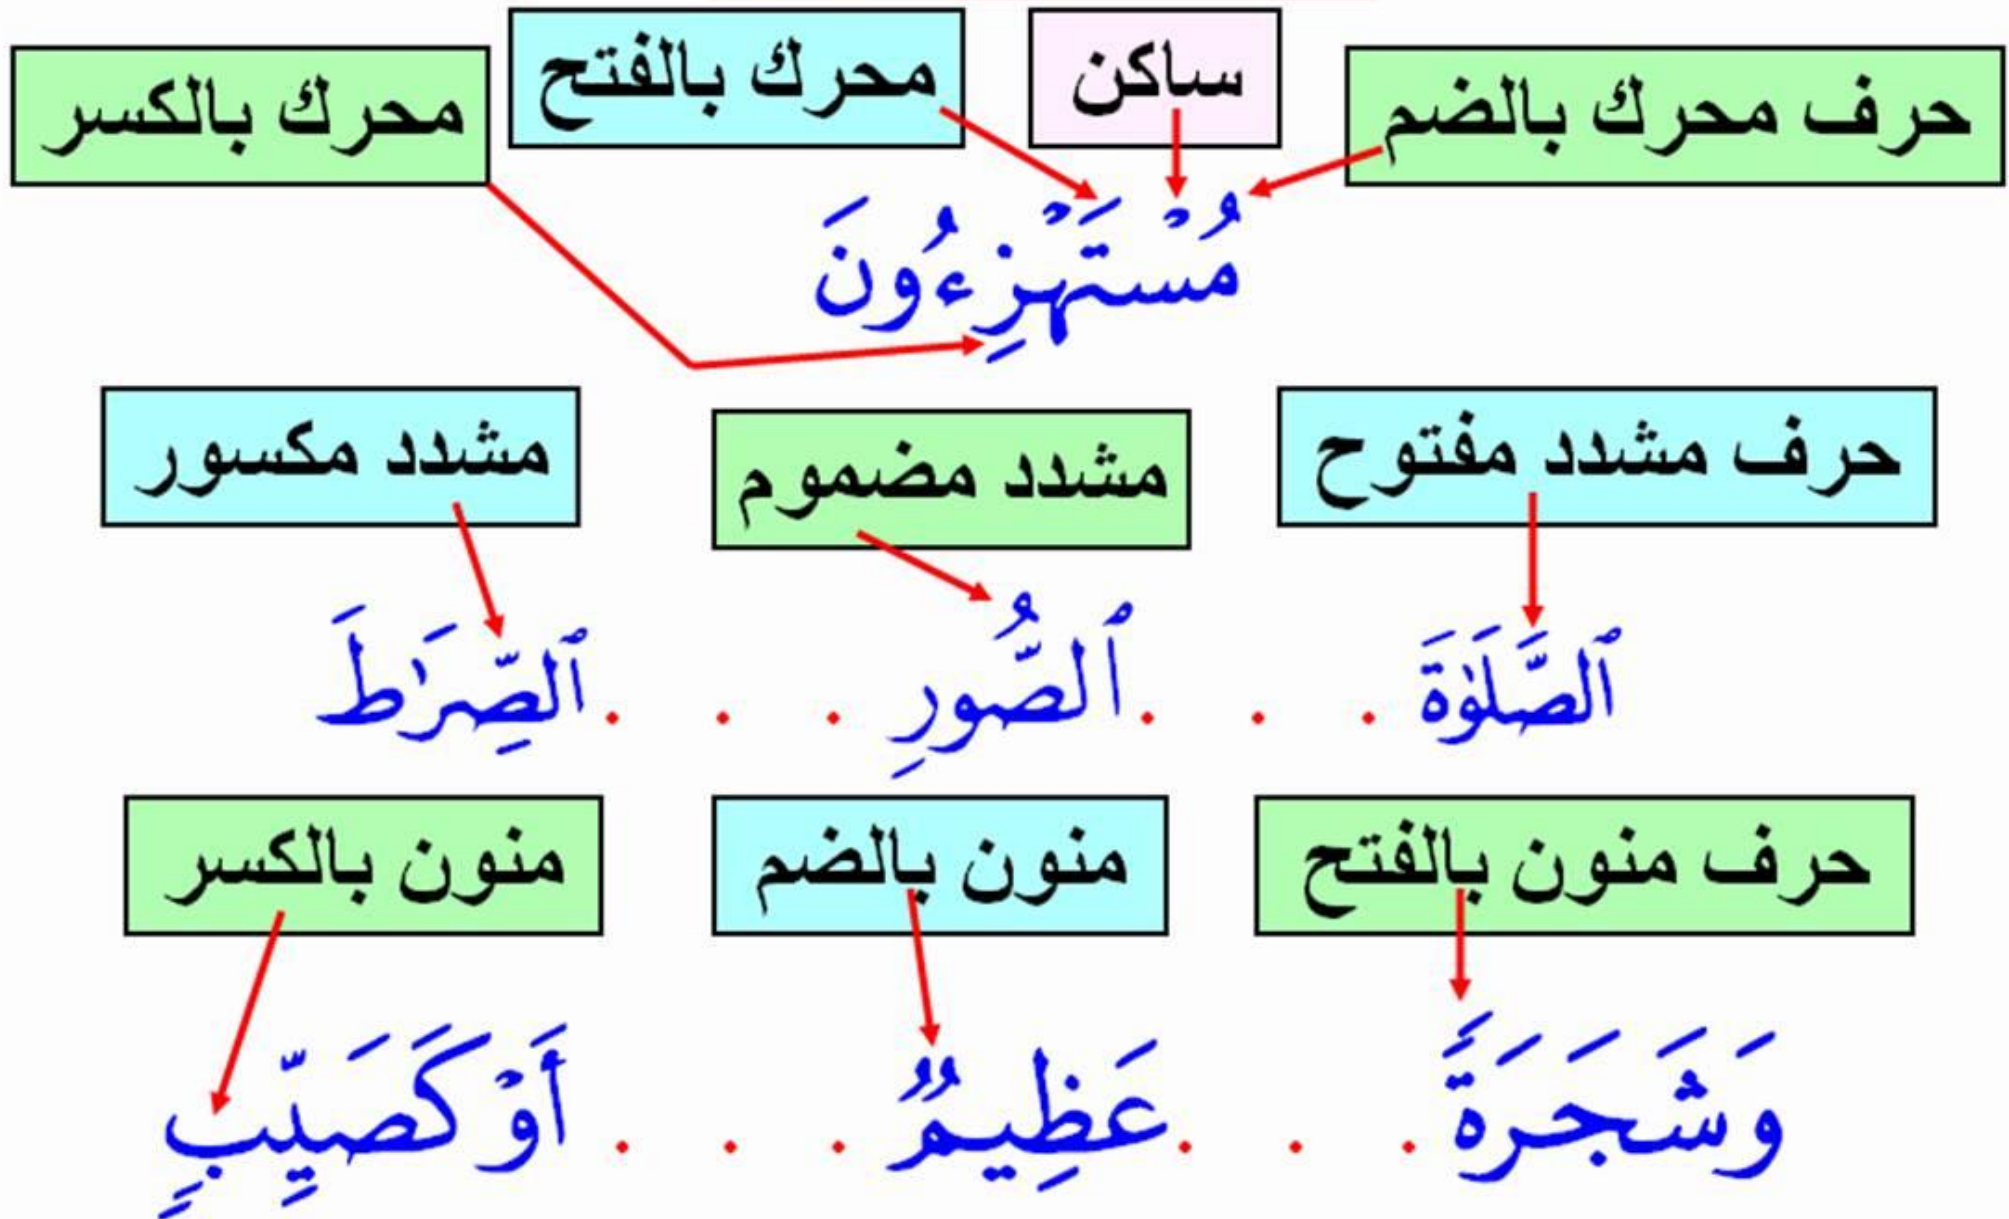 حرف محرك بالضم ساكن محرك بالفتح محرك بالكسر
مُسْتَهْزِءُونَ
حرف مشدد مفتوح مشدد مضموم مشدد مكسور
ٱلصَّلَوٰةَ . . . ٱلصُّورِ . . . ٱلصِّرَٰطَ
حرف منون بالفتح منون بالضم منون بالكسر
وَشَجَرَةً . . . عَظِيمٌ . . . أَوْ كَصَيِّبٍ